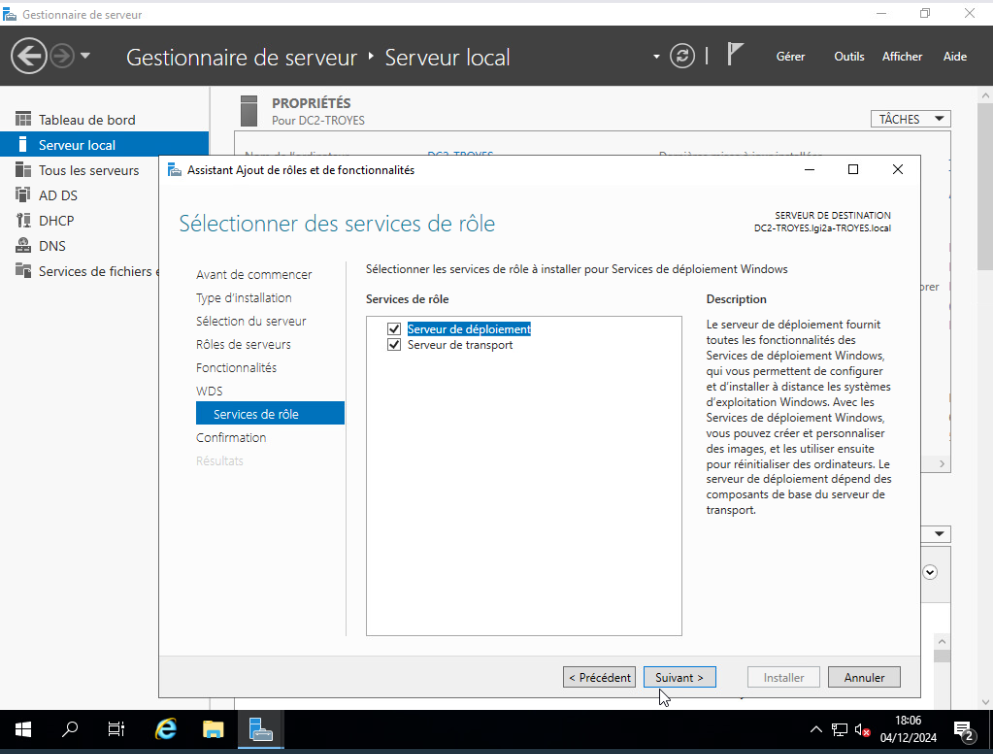 Gestionnaire de serveur
Gestionnaire de serveur ‣ Serveur local
Gérer Outils Afficher Aide
Tableau de bord
Serveur local
Tous les serveurs
AD DS
DHCP
DNS
Services de fichiers
PROPRIÉTÉS
Pour DC2-TROYES
TÂCHES
DC2-TROYES
Assistant Ajout de rôles et de fonctionnalités
Sélectionner des services de rôle
SERVEUR DE DESTINATION
DC2-TROYES.lgi2a-TROYES.local
Avant de commencer
Type d'installation
Sélection du serveur
Rôles de serveurs
Fonctionnalités
WDS
Services de rôle
Confirmation
Résultats
Sélectionner les services de rôle à installer pour Services de déploiement Windows
Services de rôle
Serveur de déploiement
Serveur de transport
Description
Le serveur de déploiement fournit
toutes les fonctionnalités des
Services de déploiement Windows,
qui vous permettent de configurer
et d'installer à distance les systèmes
d'exploitation Windows. Avec les
Services de déploiement Windows,
vous pouvez créer et personnaliser
des images, et les utiliser ensuite
pour réinitialiser des ordinateurs. Le
serveur de déploiement dépend des
composants de base du serveur de
transport.
< Précédent Suivant > Installer Annuler
18:06
04/12/2024
2